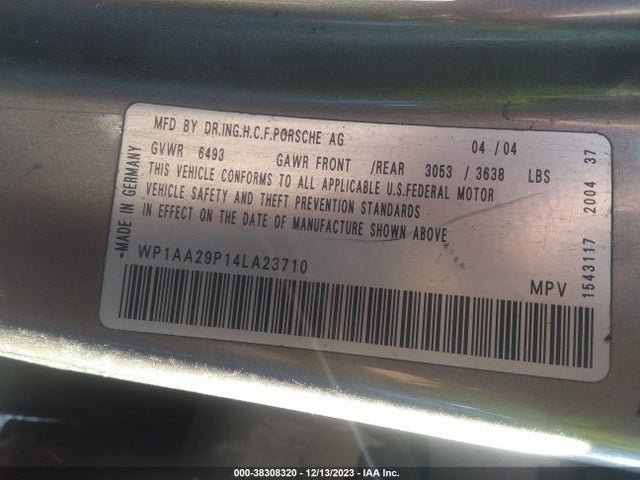 MFD BY DR.ING.H.C.F.PORSCHE AG 04/04
GVWR 6493 GAWR FRONT /REAR 3053 / 3638 LBS
THIS VEHICLE CONFORMS TO ALL APPLICABLE U.S.FEDERAL MOTOR
VEHICLE SAFETY AND THEFT PREVENTION STANDARDS
IN EFFECT ON THE DATE OF MANUFACTURE SHOWN ABOVE
WP1AA29P14LA23710
MPV
*MADE IN GERMANY
1543117 2004 37
000-38308320 - 12/13/2023 - IAA Inc.